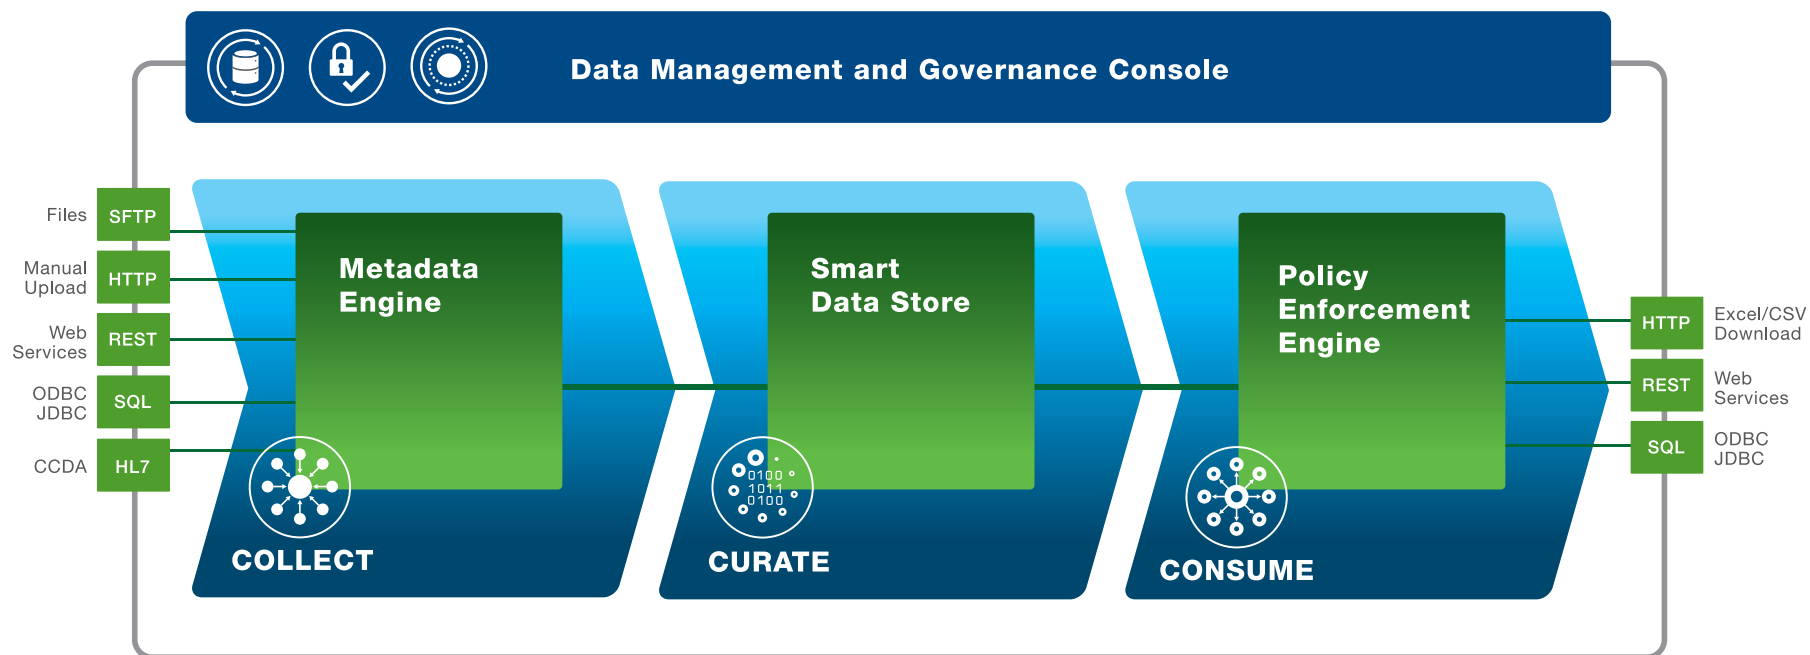 Data Management and Governance Console
Files
SFTP
Manual
Upload
HTTP
Web
Services
REST
ODBC
JDBC
SQL
CCDA
HL7
Metadata
Engine
COLLECT
Smart
Data Store
0100
1011
0100
CURATE
Policy
Enforcement
Engine
CONSUME
HTTP
Excel/CSV
Download
REST
Web
Services
SQL
ODBC
JDBC